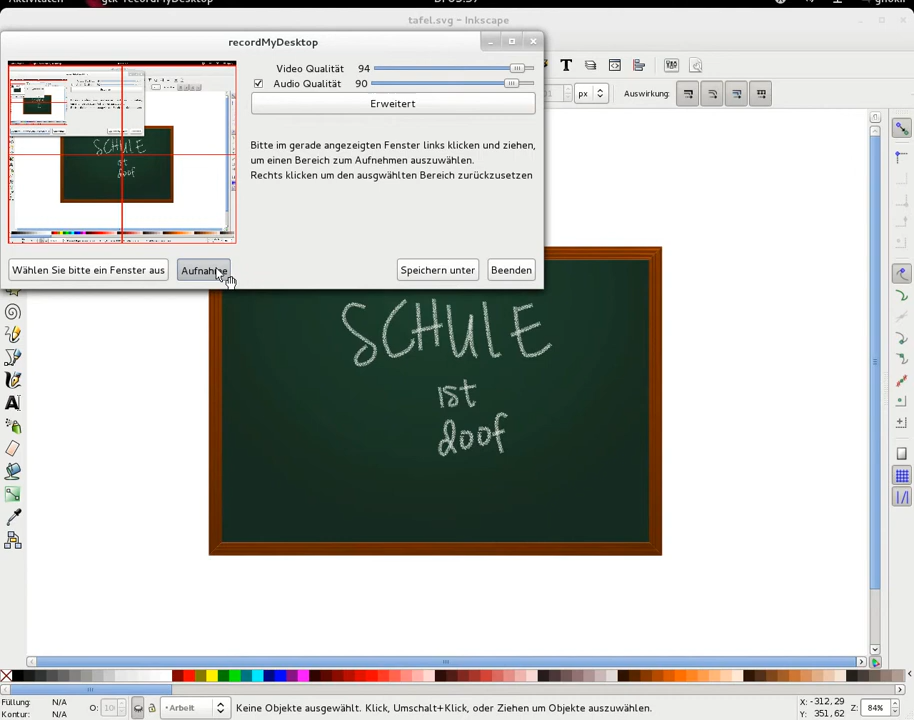 Aktivitäten
gtk-recordMyDesktop
tafel.svg - Inkscape
recordMyDesktop
Video Qualität 94
Audio Qualität 90
Erweitert
px
Auswirkung:
Bitte im gerade angezeigten Fenster links klicken und ziehen,
um einen Bereich zum Aufnehmen auszuwählen.
Rechts klicken um den ausgwählten Bereich zurückzusetzen
Wählen Sie bitte ein Fenster aus
Aufnahme
Speichern unter
Beenden
SCHULE
ist
doof
Füllung: N/A
Kontur: N/A
O:
Arbeit
Keine Objekte ausgewählt. Klick, Umschalt+Klick, oder Ziehen um Objekte auszuwählen.
X: -312,29
Y: 351,62
Z: 84%